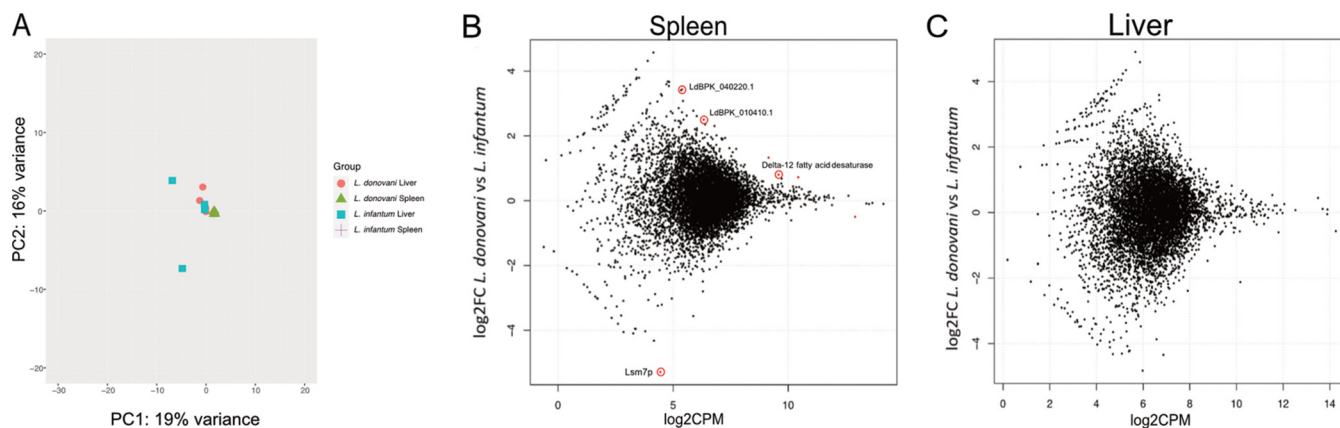 A
20
10
0
−10
−20
PC2: 16% variance
−30
−20
−10
0
10
20
PC1: 19% variance
Group
L. donovani Liver
L. donovani Spleen
L. infantum Liver
L. infantum Spleen
B
Spleen
4
2
0
-2
-4
log2FC L. donovani vs L. infantum
LdBPK_040220.1
LdBPK_010410.1
Delta-12 fatty acid desaturase
Lsm7p
0
5
10
log2CPM
C
Liver
4
2
0
-2
-4
log2FC L. donovani vs L. infantum
0
2
4
6
8
10
12
14
log2CPM